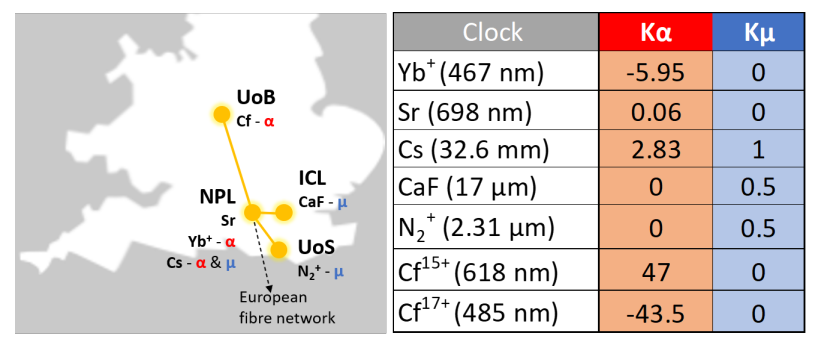 UoB
Cf - α
ICL
CaF - μ
NPL
Sr
Yb⁺ - α
Cs - α & μ
UoS
N₂⁺ - μ
European
fibre network
Clock Kα Kμ
Yb⁺ (467 nm) -5.95 0
Sr (698 nm) 0.06 0
Cs (32.6 mm) 2.83 1
CaF (17 μm) 0 0.5
N₂⁺ (2.31 μm) 0 0.5
Cf¹⁵⁺ (618 nm) 47 0
Cf¹⁷⁺ (485 nm) -43.5 0